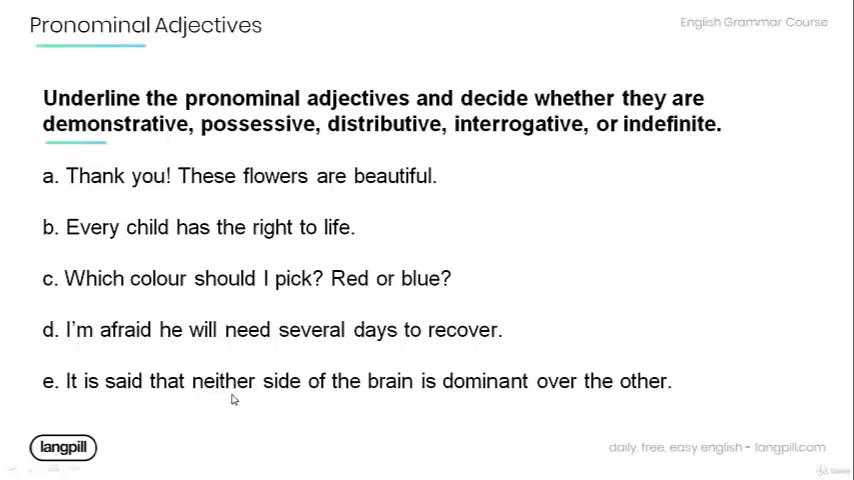 Pronominal Adjectives
English Grammar Course
Underline the pronominal adjectives and decide whether they are
demonstrative, possessive, distributive, interrogative, or indefinite.
a. Thank you! These flowers are beautiful.
b. Every child has the right to life.
c. Which colour should I pick? Red or blue?
d. I'm afraid he will need several days to recover.
e. It is said that neither side of the brain is dominant over the other.
langpill
daily, free, easy english - langpill.com